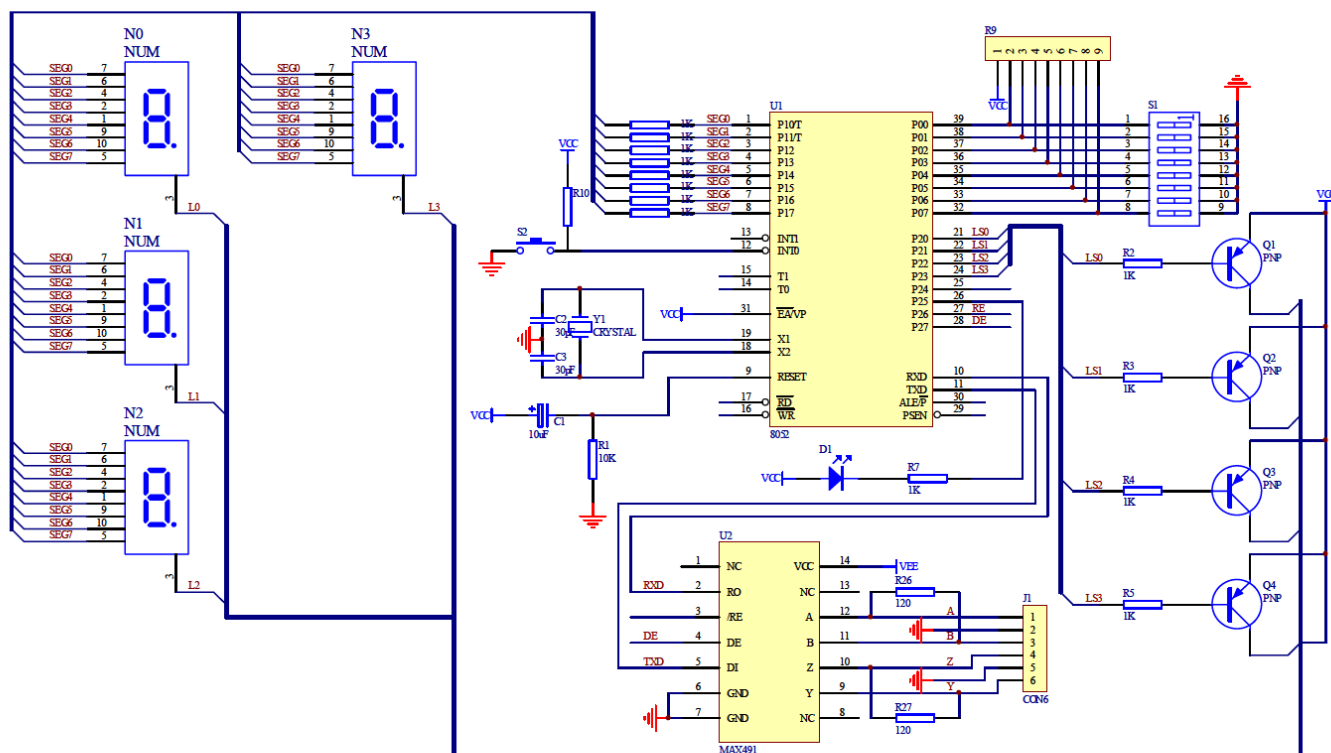 N0
NUM
SEG0 7
SEG1 6
SEG2 4
SEG3 2
SEG4 1
SEG5 9
SEG6 10
SEG7 5
3
L0
N3
NUM
SEG0 7
SEG1 6
SEG2 4
SEG3 2
SEG4 1
SEG5 9
SEG6 10
SEG7 5
3
L3
N1
NUM
SEG0 7
SEG1 6
SEG2 4
SEG3 2
SEG4 1
SEG5 9
SEG6 10
SEG7 5
3
L1
N2
NUM
SEG0 7
SEG1 6
SEG2 4
SEG3 2
SEG4 1
SEG5 9
SEG6 10
SEG7 5
3
L2
VCC
R10
S2
C2
30pF
Y1
CRYSTAL
C3
30pF
VCC
VCC
C1
10uF
R1
10K
U1
1K SEG0 1 P10/T P00 39
1K SEG1 2 P11/T P01 38
1K SEG2 3 P12 P02 37
1K SEG3 4 P13 P03 36
1K SEG4 5 P14 P04 35
1K SEG5 6 P15 P05 34
1K SEG6 7 P16 P06 33
1K SEG7 8 P17 P07 32
13 INT1 P20 21 LS0
12 INT0 P21 22 LS1
P22 23 LS2
15 T1 P23 24 LS3
14 T0 P24 25
P25 26
31 EA/VP P26 27 RE
P27 28 DE
19 X1
18 X2
9 RESET RXD 10
TXD 11
17 RD ALE/P 30
16 WR PSEN 29
8052
R9
1 2 3 4 5 6 7 8 9
VCC
S1
1 16
2 15
3 14
4 13
5 12
6 11
7 10
8 9
1
D1
VCC
R7
1K
U2
1 NC VCC 14 VEE
RXD 2 RO NC 13
3 /RE A 12 A
DE 4 DE B 11 B
TXD 5 DI Z 10 Z
6 GND Y 9 Y
7 GND NC 8
MAX491
R26
120
R27
120
J1
1
2
3
4
5
6
CON6
LS0
R2
1K
Q1
PNP
LS1
R3
1K
Q2
PNP
LS2
R4
1K
Q3
PNP
LS3
R5
1K
Q4
PNP